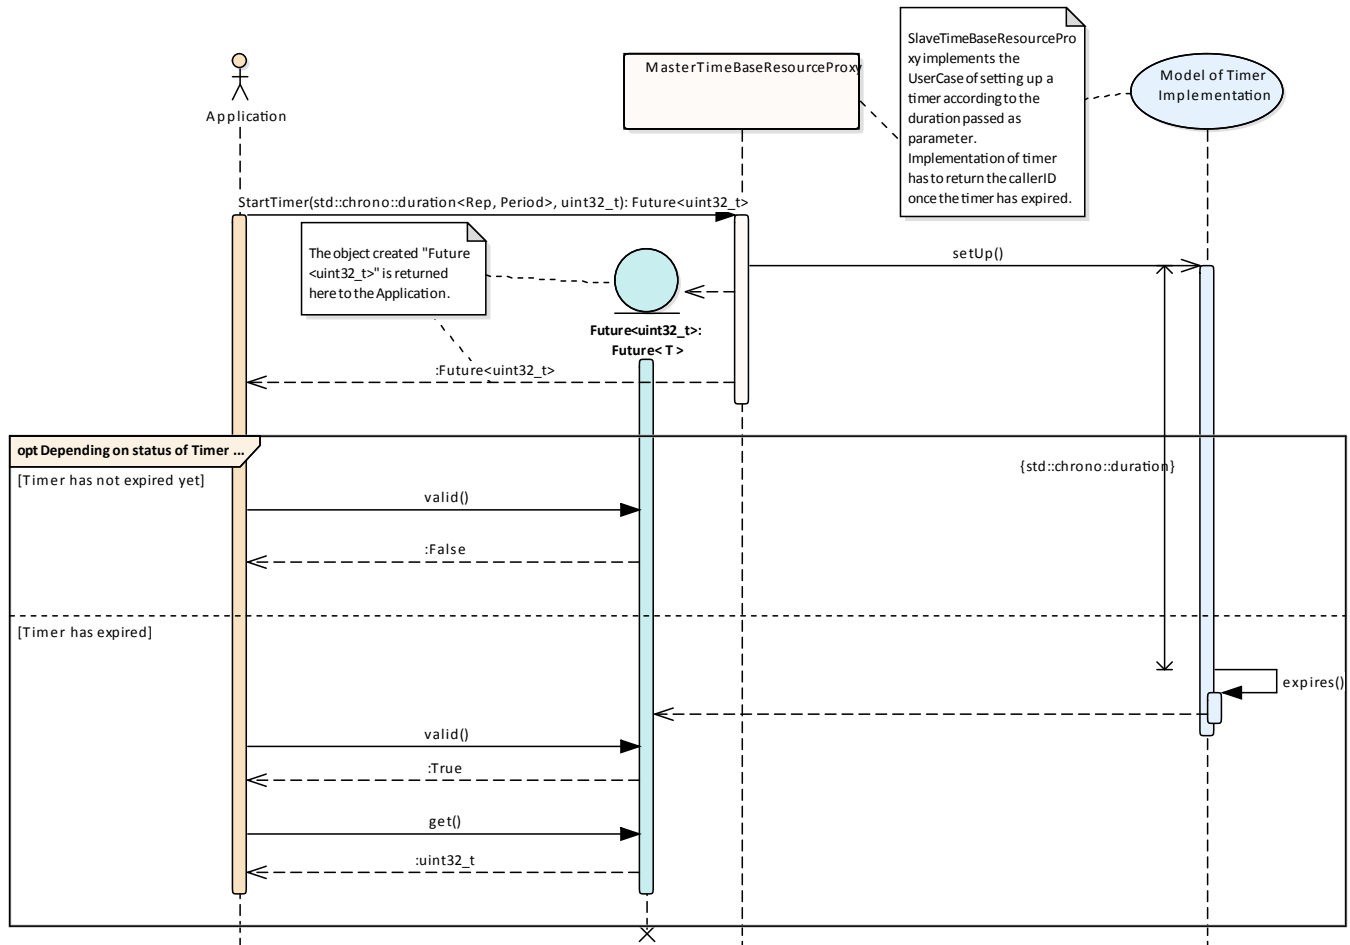 SlaveTimeBaseResourcePro
xy implements the
UserCase of setting up a
timer according to the
duration passed as
parameter.
Implementation of timer
has to return the callerID
once the timer has expired.
MasterTimeBaseResourceProxy
Model of Timer
Implementation
Application
StartTimer(std::chrono::duration<Rep, Period>, uint32_t): Future<uint32_t>
The object created "Future
<uint32_t>" is returned
here to the Application.
setUp()
Future<uint32_t>:
Future< T >
:Future<uint32_t>
opt Depending on status of Timer ...
[Timer has not expired yet]
{std::chrono::duration}
valid()
:False
[Timer has expired]
expires()
valid()
:True
get()
:uint32_t